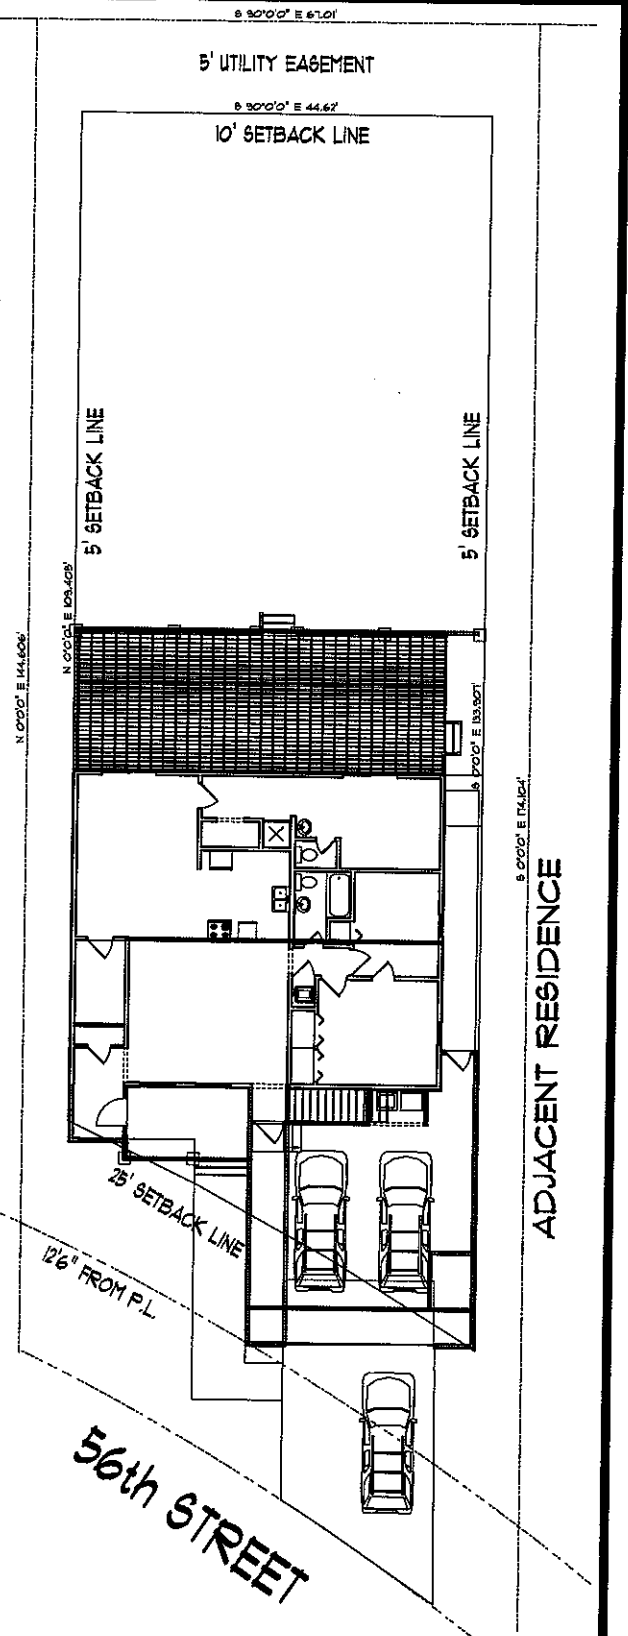 S 90°0'0" E 67.01'
5' UTILITY EASEMENT
S 90°0'0" E 44.62'
10' SETBACK LINE
5' SETBACK LINE
5' SETBACK LINE
N 0°0'0" E 109.405'
N 0°0'0" E 144.606'
S 0°0'0" E 133.907'
S 0°0'0" E 174.104'
ADJACENT RESIDENCE
25' SETBACK LINE
12'6" FROM P.L.
56th STREET